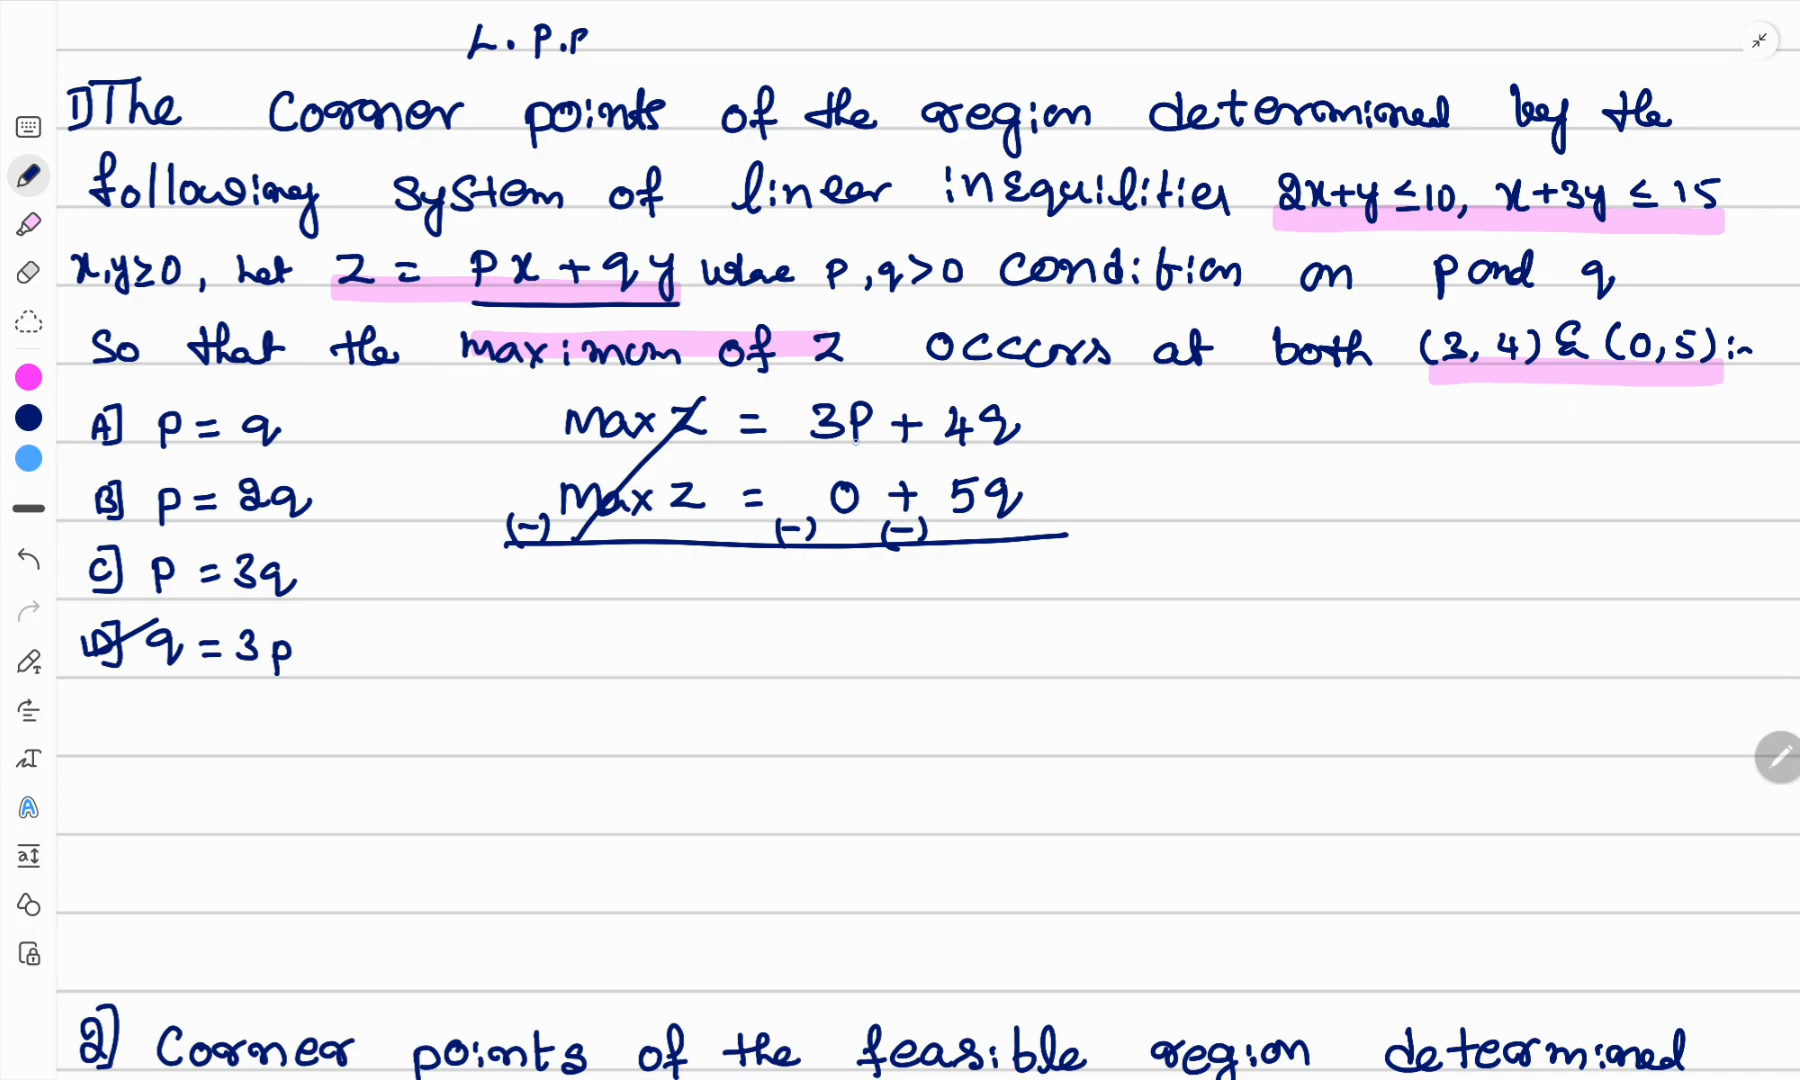 L.P.P
1] The Corner points of the region determined by the
following system of linear inequilities 2x+y ≤10, x+3y ≤ 15
x,y≥0, Let Z = px + qy where p,q>0 condition on p and q
So that the maximum of Z occurs at both (3,4) & (0,5):-
A] p = q
Max Z = 3p + 4q
B] p = 2q
Max Z = 0 + 5q
(-) (-) (-)
C] p = 3q
D] q = 3p
2] Corner points of the feasible region determined